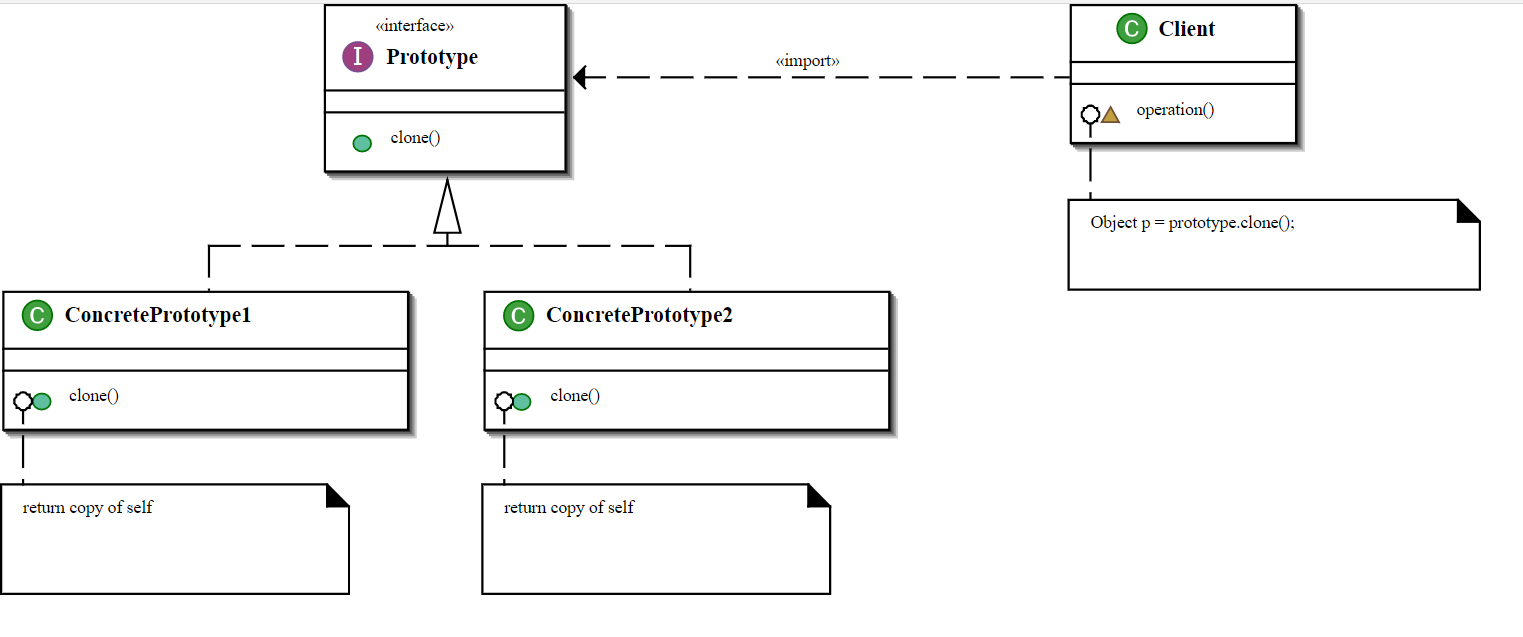 «interface»
I Prototype
clone()
«import»
C Client
operation()
Object p = prototype.clone();
C ConcretePrototype1
clone()
return copy of self
C ConcretePrototype2
clone()
return copy of self